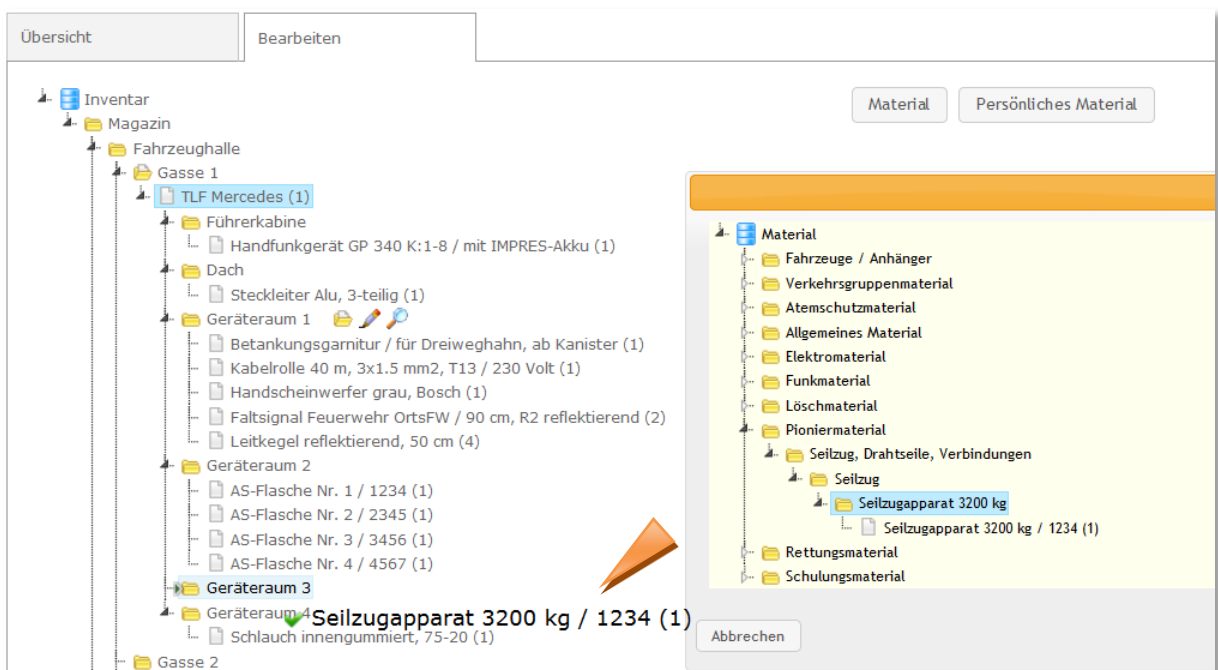 Übersicht
Bearbeiten
Inventar
Magazin
Fahrzeughalle
Gasse 1
TLF Mercedes (1)
Führerkabine
Handfunkgerät GP 340 K:1-8 / mit IMPRES-Akku (1)
Dach
Steckleiter Alu, 3-teilig (1)
Geräteraum 1
Betankungsgarnitur / für Dreiweghahn, ab Kanister (1)
Kabelrolle 40 m, 3x1.5 mm2, T13 / 230 Volt (1)
Handscheinwerfer grau, Bosch (1)
Faltsignal Feuerwehr OrtsFW / 90 cm, R2 reflektierend (2)
Leitkegel reflektierend, 50 cm (4)
Geräteraum 2
AS-Flasche Nr. 1 / 1234 (1)
AS-Flasche Nr. 2 / 2345 (1)
AS-Flasche Nr. 3 / 3456 (1)
AS-Flasche Nr. 4 / 4567 (1)
Geräteraum 3
Geräteraum 4
Seilzugapparat 3200 kg / 1234 (1)
Schlauch innengummiert, 75-20 (1)
Gasse 2
Material
Persönliches Material
Material
Fahrzeuge / Anhänger
Verkehrsgruppenmaterial
Atemschutzmaterial
Allgemeines Material
Elektromaterial
Funkmaterial
Löschmaterial
Pioniermaterial
Seilzug, Drahtseile, Verbindungen
Seilzug
Seilzugapparat 3200 kg
Seilzugapparat 3200 kg / 1234 (1)
Rettungsmaterial
Schulungsmaterial
Abbrechen